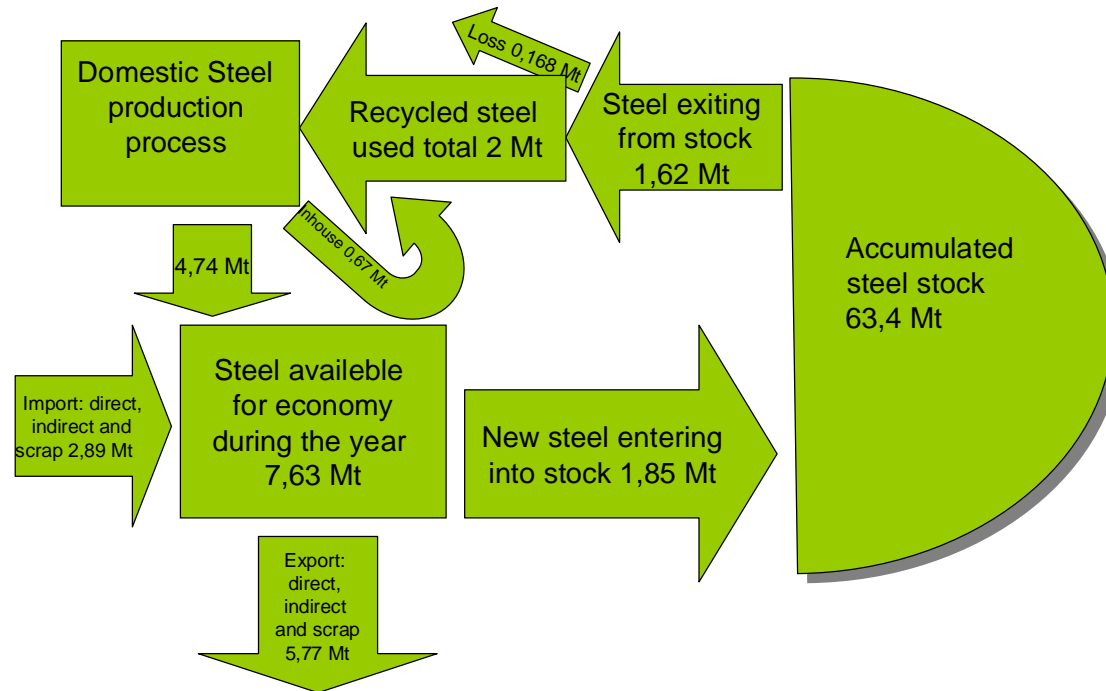 Domestic Steel
production
process
Recycled steel
used total 2 Mt
Loss 0,168 Mt
Steel exiting
from stock
1,62 Mt
Accumulated
steel stock
63,4 Mt
Inhouse 0,67 Mt
4,74 Mt
Import: direct,
indirect and
scrap 2,89 Mt
Steel availeble
for economy
during the year
7,63 Mt
New steel entering
into stock 1,85 Mt
Export:
direct,
indirect
and scrap
5,77 Mt